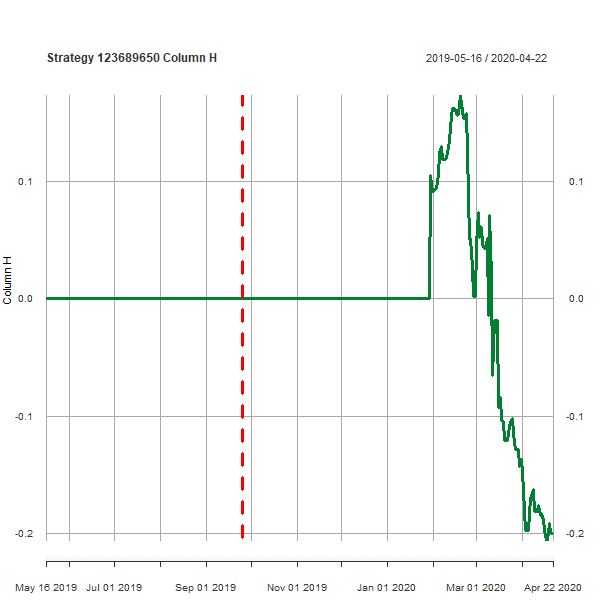 Strategy 123689650 Column H
2019-05-16 / 2020-04-22
Column H
0.1
0.0
-0.1
-0.2
0.1
0.0
-0.1
-0.2
May 16 2019
Jul 01 2019
Sep 01 2019
Nov 01 2019
Jan 01 2020
Mar 01 2020
Apr 22 2020